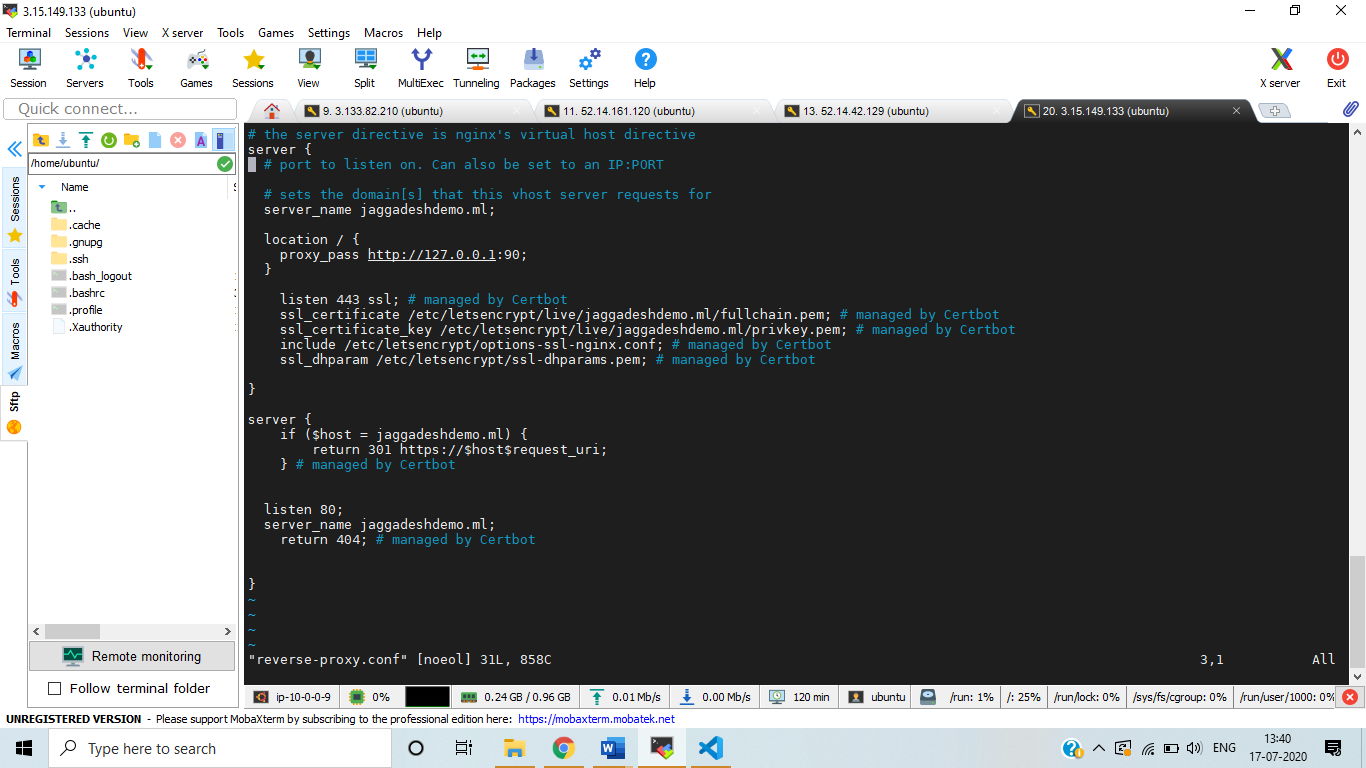 3.15.149.133 (ubuntu)
Terminal Sessions View X server Tools Games Settings Macros Help
Session Servers Tools Games Sessions View Split MultiExec Tunneling Packages Settings Help X server Exit
Quick connect...
9. 3.133.82.210 (ubuntu) 11. 52.14.161.120 (ubuntu) 13. 52.14.42.129 (ubuntu) 20. 3.15.149.133 (ubuntu)
/home/ubuntu/
Name
..
.cache
.gnupg
.ssh
.bash_logout
.bashrc
.profile
.Xauthority
Sessions
Tools
Macros
Sftp
Remote monitoring
Follow terminal folder
# the server directive is nginx's virtual host directive
server {
# port to listen on. Can also be set to an IP:PORT
# sets the domain[s] that this vhost server requests for
server_name jaggadeshdemo.ml;
location / {
proxy_pass http://127.0.0.1:90;
}
listen 443 ssl; # managed by Certbot
ssl_certificate /etc/letsencrypt/live/jaggadeshdemo.ml/fullchain.pem; # managed by Certbot
ssl_certificate_key /etc/letsencrypt/live/jaggadeshdemo.ml/privkey.pem; # managed by Certbot
include /etc/letsencrypt/options-ssl-nginx.conf; # managed by Certbot
ssl_dhparam /etc/letsencrypt/ssl-dhparams.pem; # managed by Certbot
}
server {
if ($host = jaggadeshdemo.ml) {
return 301 https://$host$request_uri;
} # managed by Certbot
listen 80;
server_name jaggadeshdemo.ml;
return 404; # managed by Certbot
}
~
~
~
~
"reverse-proxy.conf" [noeol] 31L, 858C 3,1 All
ip-10-0-0-9 0% 0.24 GB / 0.96 GB 0.01 Mb/s 0.00 Mb/s 120 min ubuntu /run: 1% /: 25% /run/lock: 0% /sys/fs/cgroup: 0% /run/user/1000: 0%
UNREGISTERED VERSION - Please support MobaXterm by subscribing to the professional edition here: https://mobaxterm.mobatek.net
Type here to search
ENG
13:40
17-07-2020